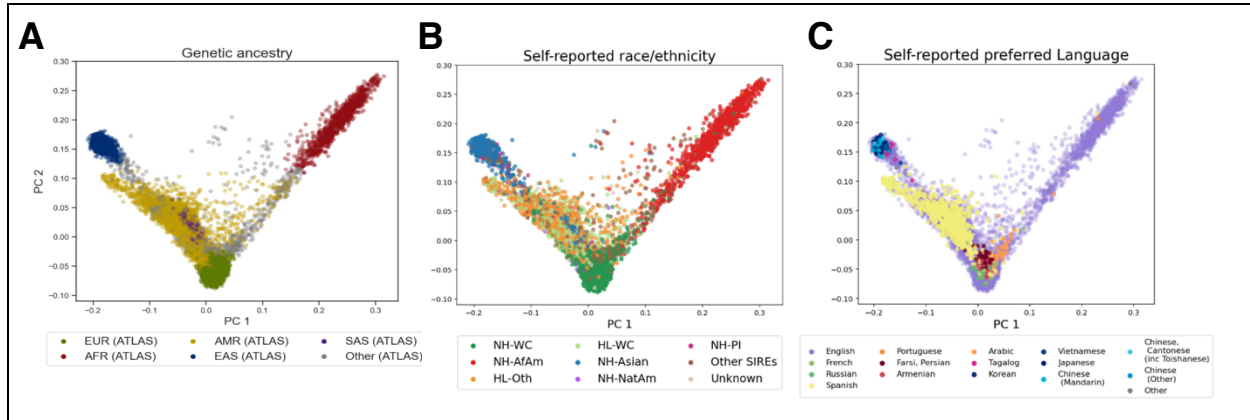 A
Genetic ancestry
0.30
0.25
0.20
0.15
0.10
0.05
0.00
−0.05
−0.10
PC 2
−0.2
−0.1
0.0
0.1
0.2
0.3
PC 1
EUR (ATLAS)
AMR (ATLAS)
SAS (ATLAS)
AFR (ATLAS)
EAS (ATLAS)
Other (ATLAS)
B
Self-reported race/ethnicity
0.30
0.25
0.20
0.15
0.10
0.05
0.00
−0.05
−0.10
−0.2
−0.1
0.0
0.1
0.2
0.3
PC 1
NH-WC
HL-WC
NH-PI
NH-AfAm
NH-Asian
Other SIREs
HL-Oth
NH-NatAm
Unknown
C
Self-reported preferred Language
0.30
0.25
0.20
0.15
0.10
0.05
0.00
−0.05
−0.10
−0.2
−0.1
0.0
0.1
0.2
0.3
PC 1
English
French
Russian
Spanish
Portuguese
Farsi, Persian
Armenian
Arabic
Tagalog
Korean
Vietnamese
Japanese
Chinese
(Mandarin)
Chinese,
Cantonese
(inc Toishanese)
Chinese
(Other)
Other